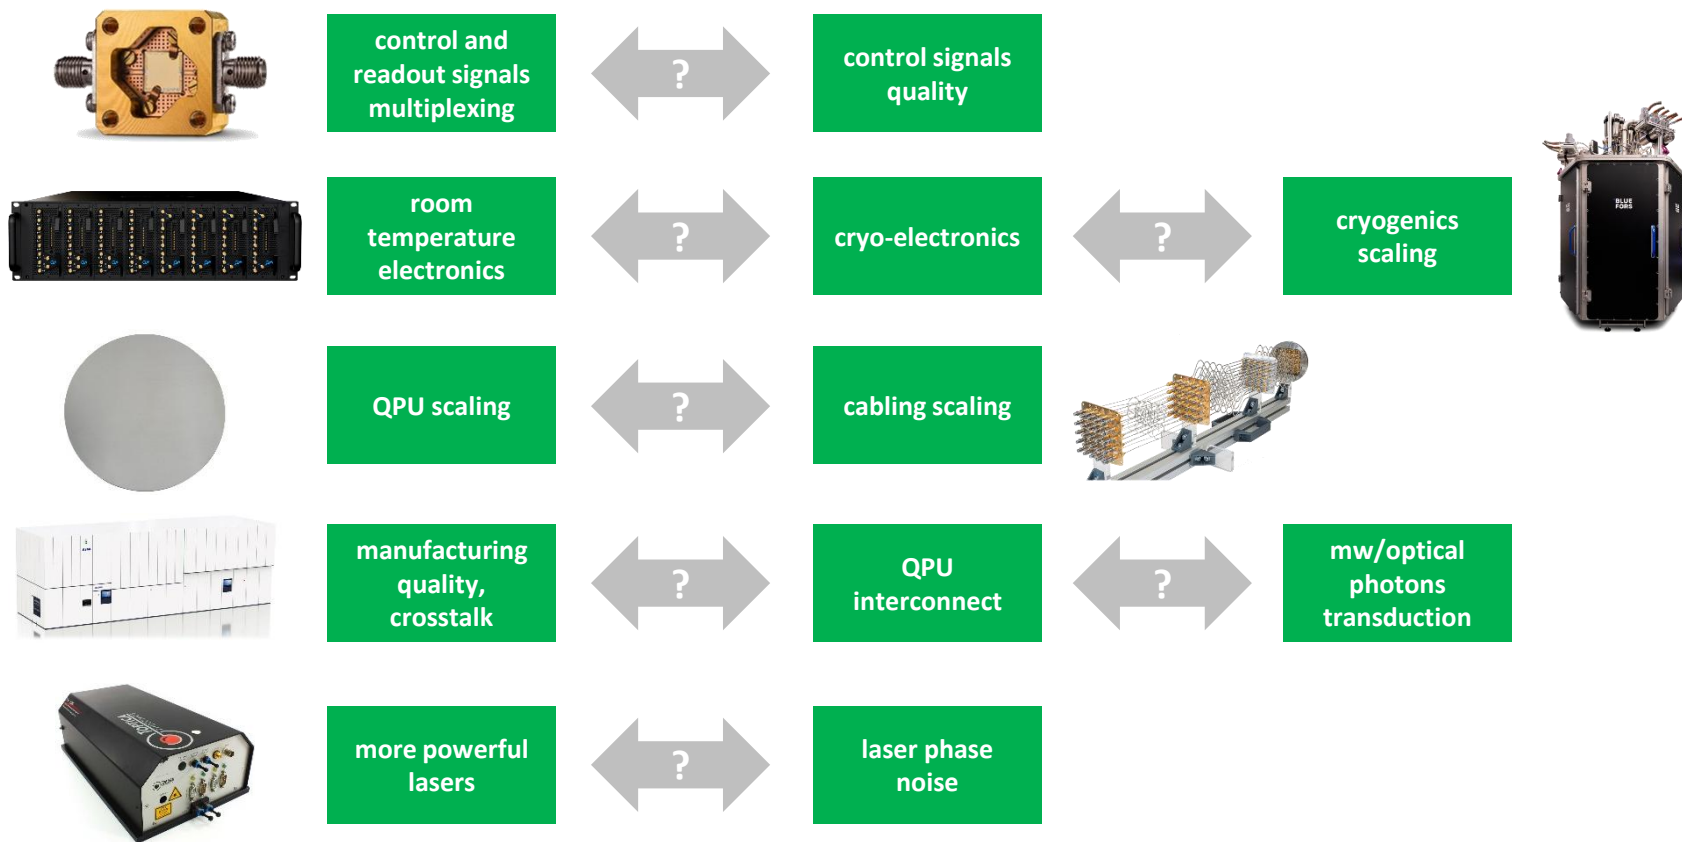 control and
readout signals
multiplexing
?
control signals
quality
room
temperature
electronics
?
cryo-electronics
?
cryogenics
scaling
BLUE
FORS
QPU scaling
?
cabling scaling
manufacturing
quality,
crosstalk
?
QPU
interconnect
?
mw/optical
photons
transduction
TOPTICA
more powerful
lasers
?
laser phase
noise